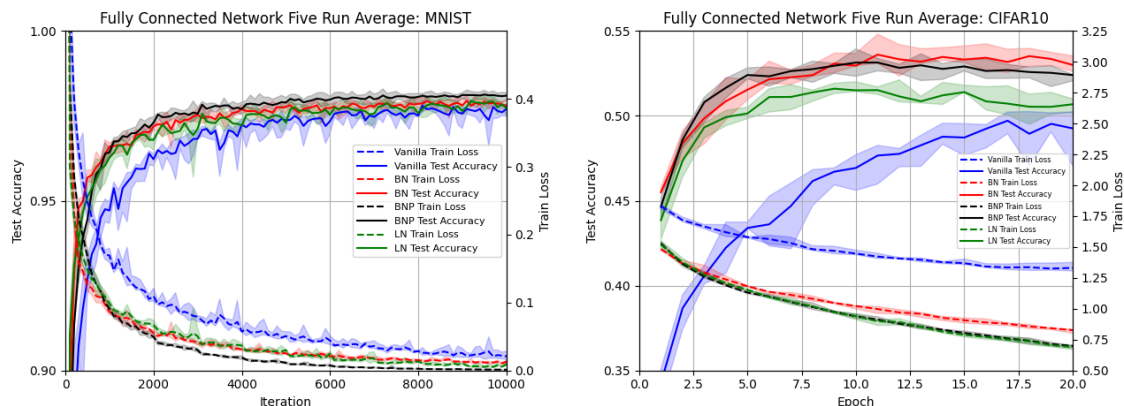 Fully Connected Network Five Run Average: MNIST
1.00
0.95
0.90
Test Accuracy
0.4
0.3
0.2
0.1
0.0
Train Loss
Vanilla Train Loss
Vanilla Test Accuracy
BN Train Loss
BN Test Accuracy
BNP Train Loss
BNP Test Accuracy
LN Train Loss
LN Test Accuracy
0
2000
4000
6000
8000
10000
Iteration
Fully Connected Network Five Run Average: CIFAR10
0.55
0.50
0.45
0.40
0.35
Test Accuracy
3.25
3.00
2.75
2.50
2.25
2.00
1.75
1.50
1.25
1.00
0.75
0.50
Train Loss
Vanilla Train Loss
Vanilla Test Accuracy
BN Train Loss
BN Test Accuracy
BNP Train Loss
BNP Test Accuracy
LN Train Loss
LN Test Accuracy
0.0
2.5
5.0
7.5
10.0
12.5
15.0
17.5
20.0
Epoch